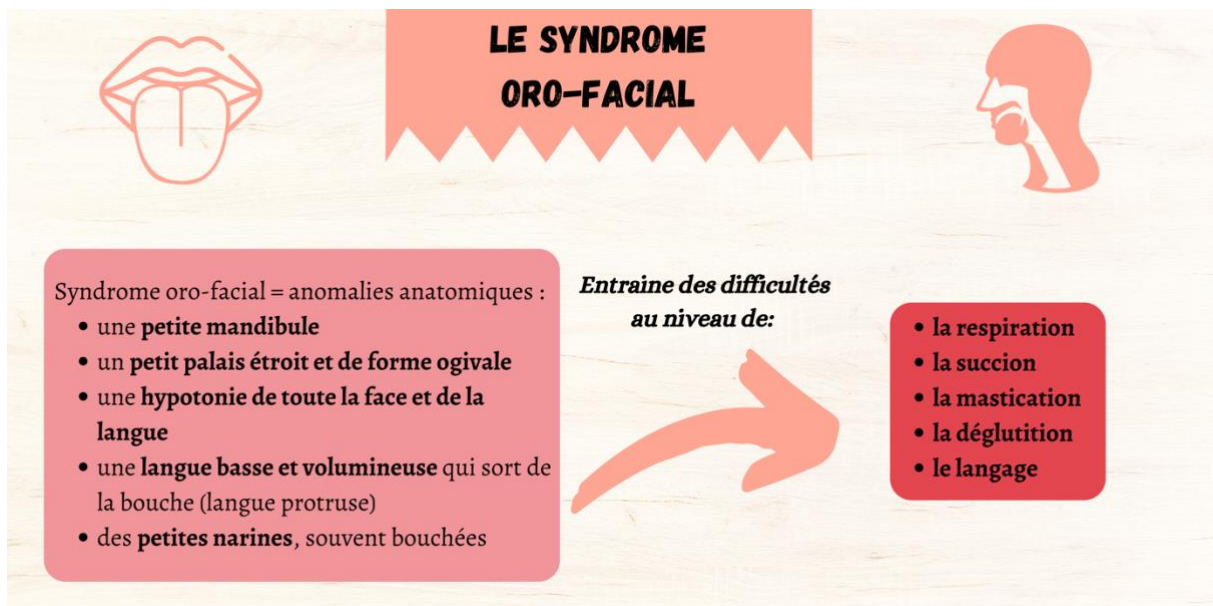 LE SYNDROME
ORO-FACIAL
Syndrome oro-facial = anomalies anatomiques :
• une petite mandibule
• un petit palais étroit et de forme ogivale
• une hypotonie de toute la face et de la
langue
• une langue basse et volumineuse qui sort de
la bouche (langue protruse)
• des petites narines, souvent bouchées
Entraine des difficultés
au niveau de:
• la respiration
• la succion
• la mastication
• la déglutition
• le langage